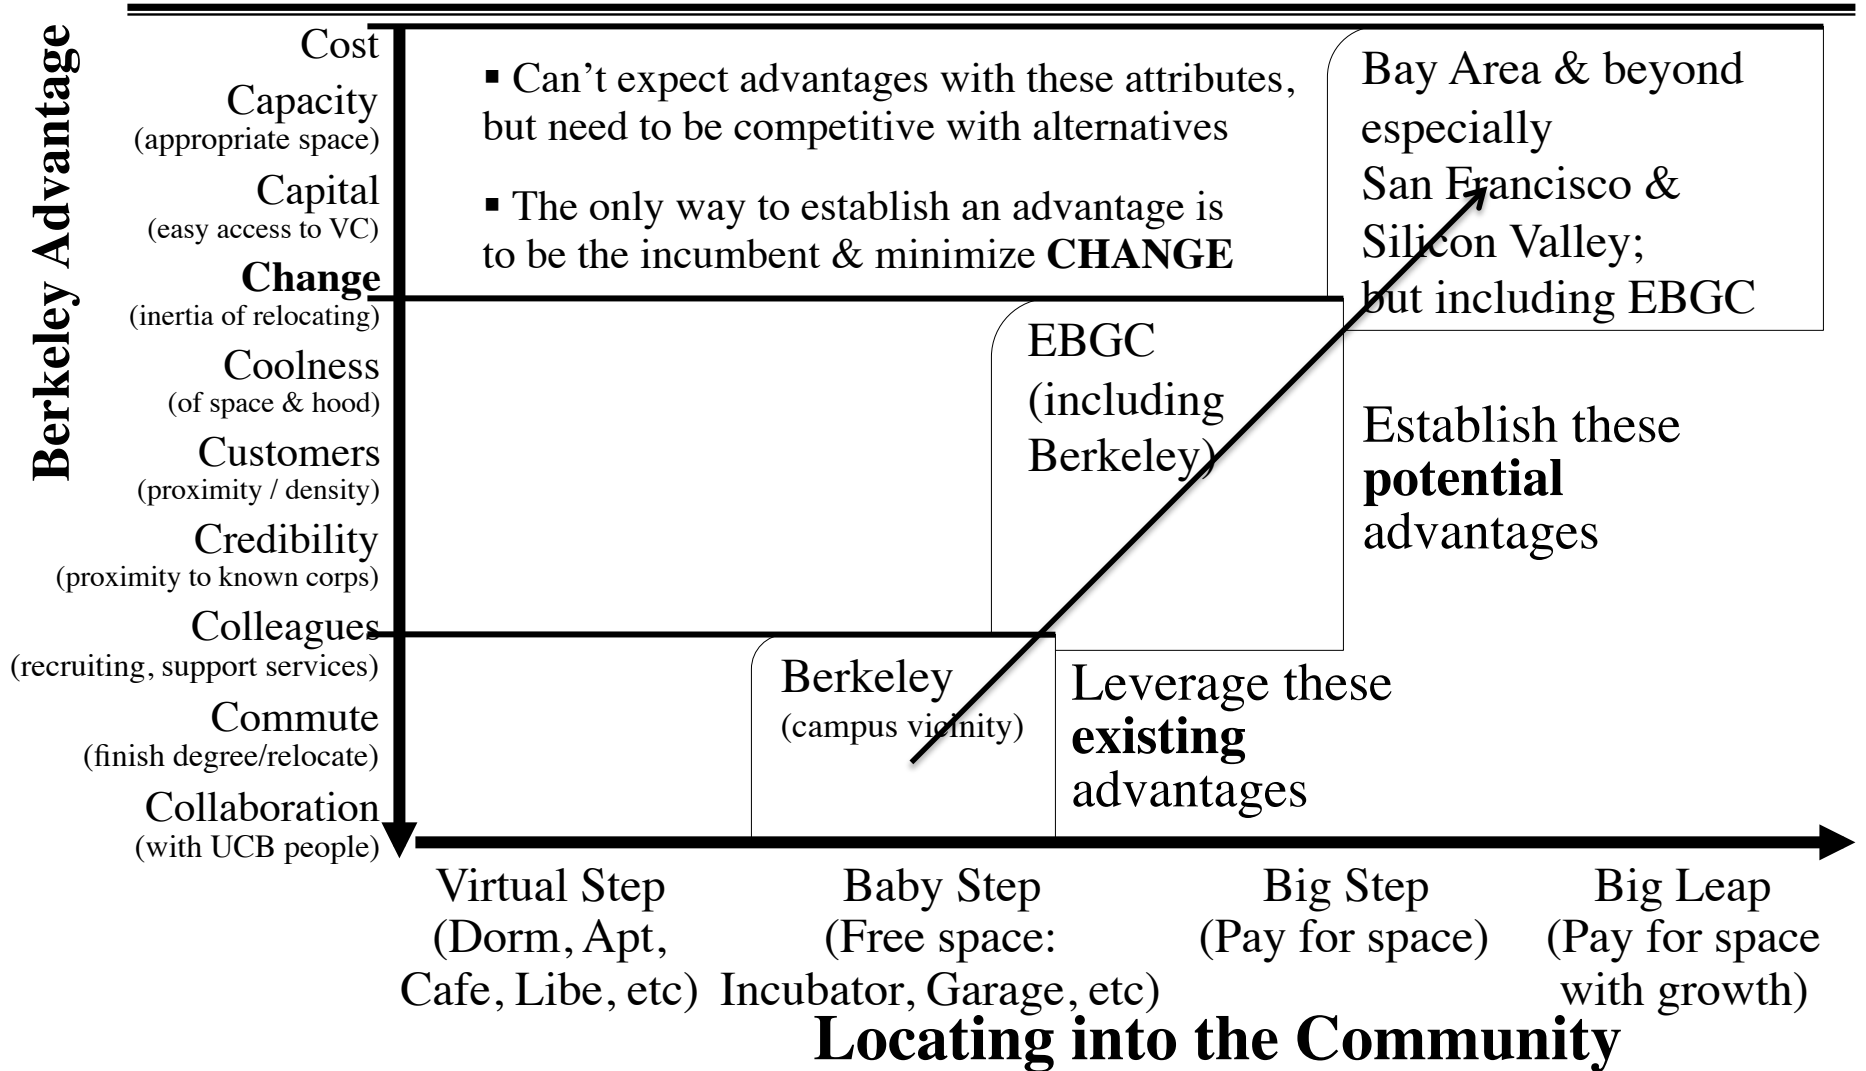 Berkeley Advantage
Cost
Capacity
(appropriate space)
Capital
(easy access to VC)
Change
(inertia of relocating)
Coolness
(of space & hood)
Customers
(proximity / density)
Credibility
(proximity to known corps)
Colleagues
(recruiting, support services)
Commute
(finish degree/relocate)
Collaboration
(with UCB people)
▪ Can’t expect advantages with these attributes,
but need to be competitive with alternatives
▪ The only way to establish an advantage is
to be the incumbent & minimize CHANGE
Bay Area & beyond
especially
San Francisco &
Silicon Valley;
but including EBGC
EBGC
(including
Berkeley)
Establish these
potential
advantages
Berkeley
(campus vicinity)
Leverage these
existing
advantages
Virtual Step
(Dorm, Apt,
Cafe, Libe, etc)
Baby Step
(Free space:
Incubator, Garage, etc)
Big Step
(Pay for space)
Big Leap
(Pay for space
with growth)
Locating into the Community